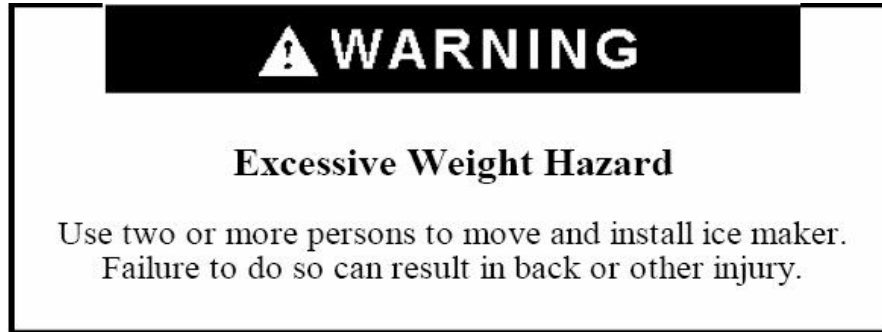 WARNING
Excessive Weight Hazard
Use two or more persons to move and install ice maker.
Failure to do so can result in back or other injury.